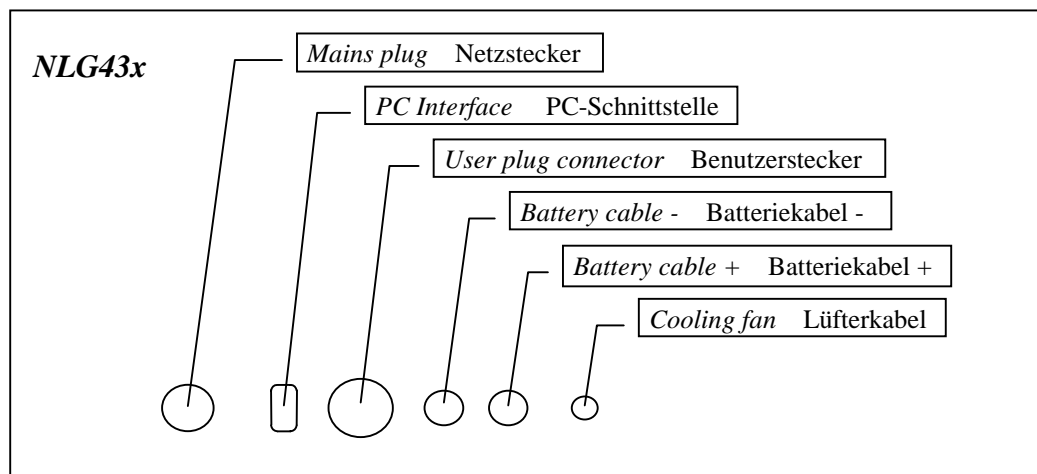 NLG43x
Mains plug Netzstecker
PC Interface PC-Schnittstelle
User plug connector Benutzerstecker
Battery cable - Batteriekabel -
Battery cable + Batteriekabel +
Cooling fan Lüfterkabel